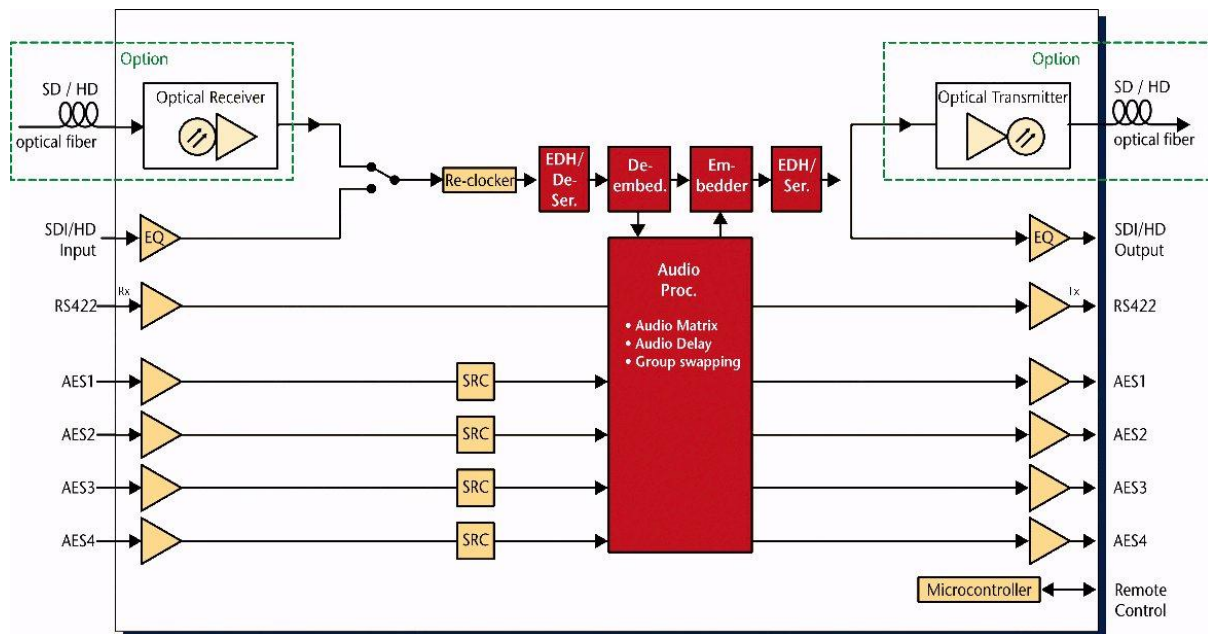 Option
Option
SD / HD
optical fiber
Optical Receiver
Optical Transmitter
SD / HD
optical fiber
Re-clocker
EDH/
De-
Ser.
De-
embed.
Em-
bedder
EDH/
Ser.
SDI/HD
Input
EQ
EQ
SDI/HD
Output
Audio
Proc.
• Audio Matrix
• Audio Delay
• Group swapping
RS422
Rx
Tx
RS422
AES1
SRC
AES1
AES2
SRC
AES2
AES3
SRC
AES3
AES4
SRC
AES4
Microcontroller
Remote
Control